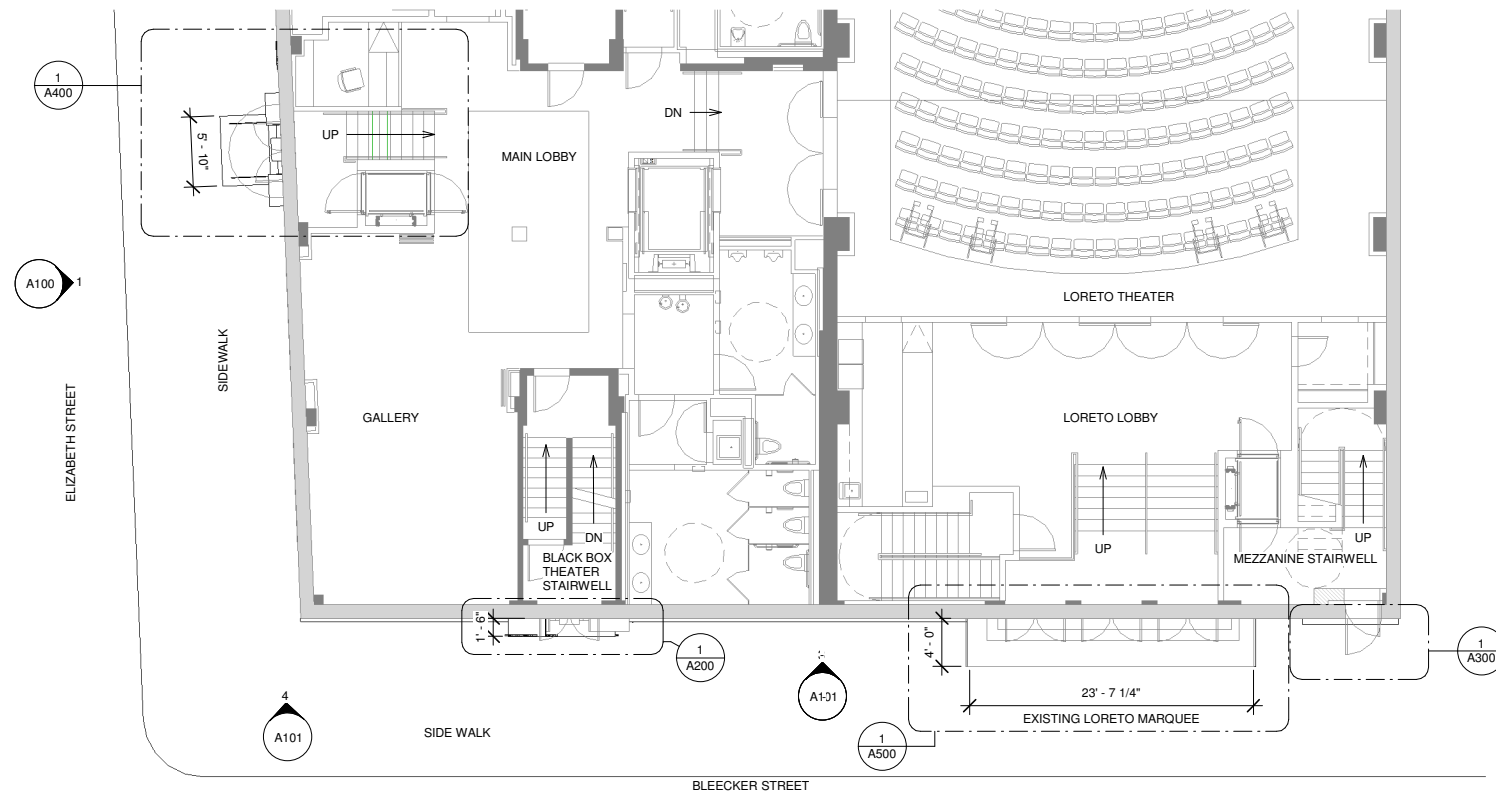 1
A400
5' - 10"
UP
MAIN LOBBY
DN
A100
1
LORETO THEATER
SIDEWALK
ELIZABETH STREET
GALLERY
LORETO LOBBY
UP
DN
BLACK BOX
THEATER
STAIRWELL
UP
UP
MEZZANINE STAIRWELL
1' - 6"
1
A200
4' - 0"
1
A300
4
A101
A101
23' - 7 1/4"
EXISTING LORETO MARQUEE
SIDE WALK
1
A500
BLEECKER STREET